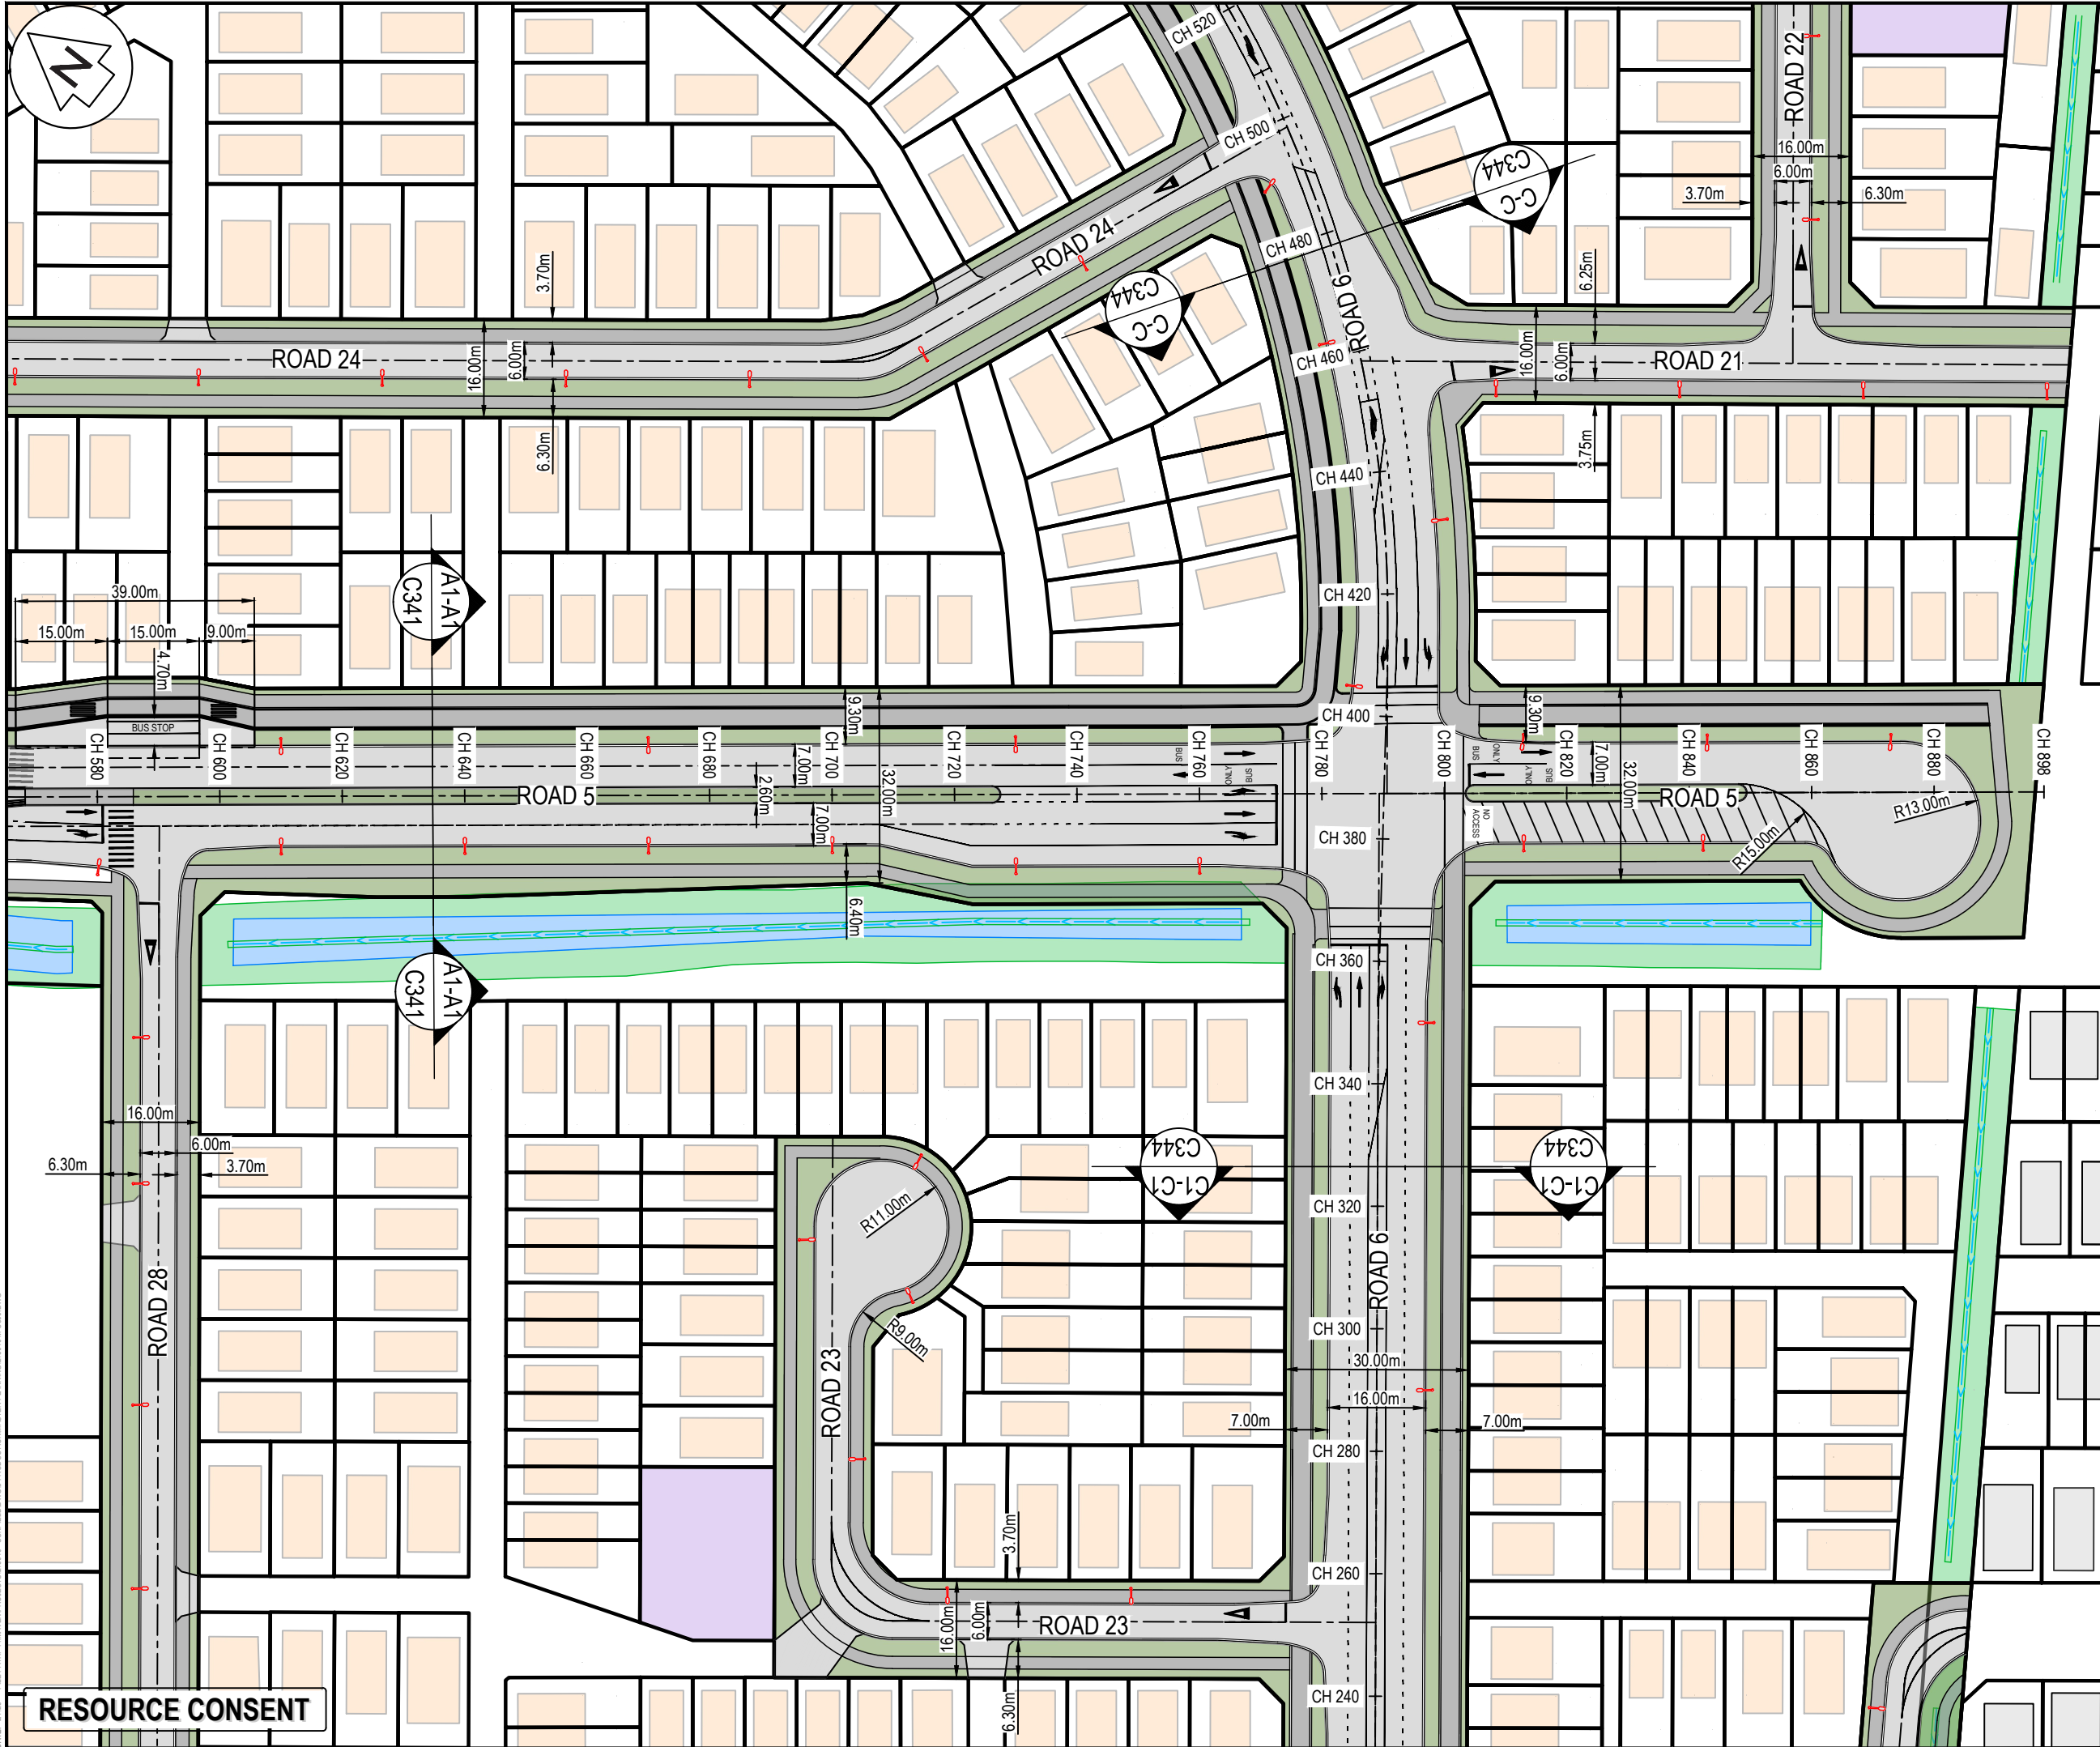 N
CH 520
CH 500
CH 480
CH 460
CH 440
CH 420
CH 400
CH 380
CH 360
CH 340
CH 320
CH 300
CH 280
CH 260
CH 240
ROAD 22
16.00m
6.00m
3.70m
6.30m
C344
C-C
C344
C-C
ROAD 24
ROAD 6
3.70m
6.25m
ROAD 24
16.00m
6.00m
6.30m
16.00m
6.00m
ROAD 21
3.75m
39.00m
15.00m
15.00m
9.00m
4.70m
A1-A1
C341
BUS STOP
9.30m
7.00m
2.60m
7.00m
32.00m
9.30m
7.00m
32.00m
CH 580
CH 600
CH 620
CH 640
CH 660
CH 680
CH 700
CH 720
CH 740
CH 760
CH 780
CH 800
CH 820
CH 840
CH 860
CH 880
CH 898
BUS
ONLY
BUS
BUS
ONLY
ONLY
BUS
ROAD 5
ROAD 5
NO
ACCESS
R15.00m
R13.00m
6.40m
A1-A1
C341
16.00m
6.00m
6.30m
3.70m
ROAD 28
R11.00m
R9.00m
ROAD 23
C344
C1-C1
C344
C1-C1
ROAD 6
30.00m
16.00m
7.00m
7.00m
3.70m
16.00m
6.00m
ROAD 23
6.30m
RESOURCE CONSENT